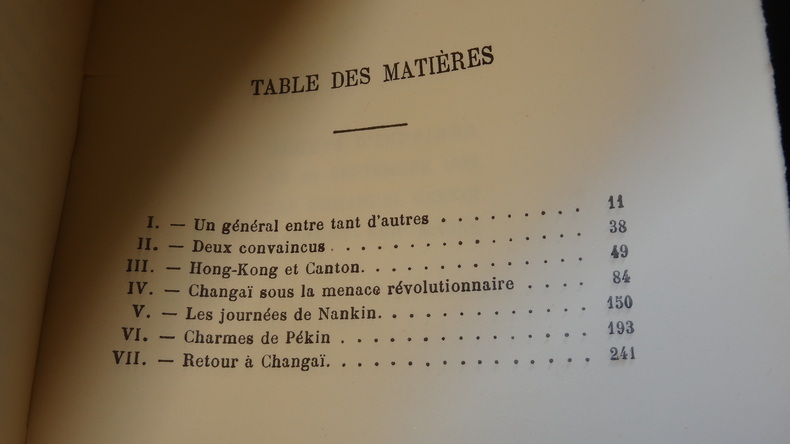 TABLE DES MATIÈRES
I. — Un général entre tant d'autres . . . . . . . . . 11
II. — Deux convaincus . . . . . . . . . . . . . . 38
III. — Hong-Kong et Canton. . . . . . . . . . . . . 49
IV. — Changaï sous la menace révolutionnaire . . . . 84
V. — Les journées de Nankin. . . . . . . . . . . . 150
VI. — Charmes de Pékin . . . . . . . . . . . . . . 193
VII. — Retour à Changaï. . . . . . . . . . . . . . . 241